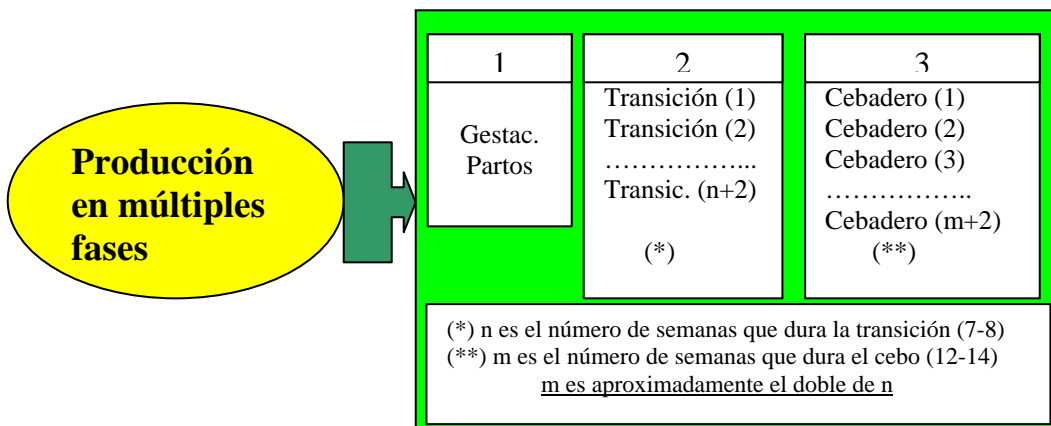 Producción
en múltiples
fases
1
Gestac.
Partos
2
Transición (1)
Transición (2)
……………...
Transic. (n+2)
(*)
3
Cebadero (1)
Cebadero (2)
Cebadero (3)
……………..
Cebadero (m+2)
(**)
(*) n es el número de semanas que dura la transición (7-8)
(**) m es el número de semanas que dura el cebo (12-14)
m es aproximadamente el doble de n